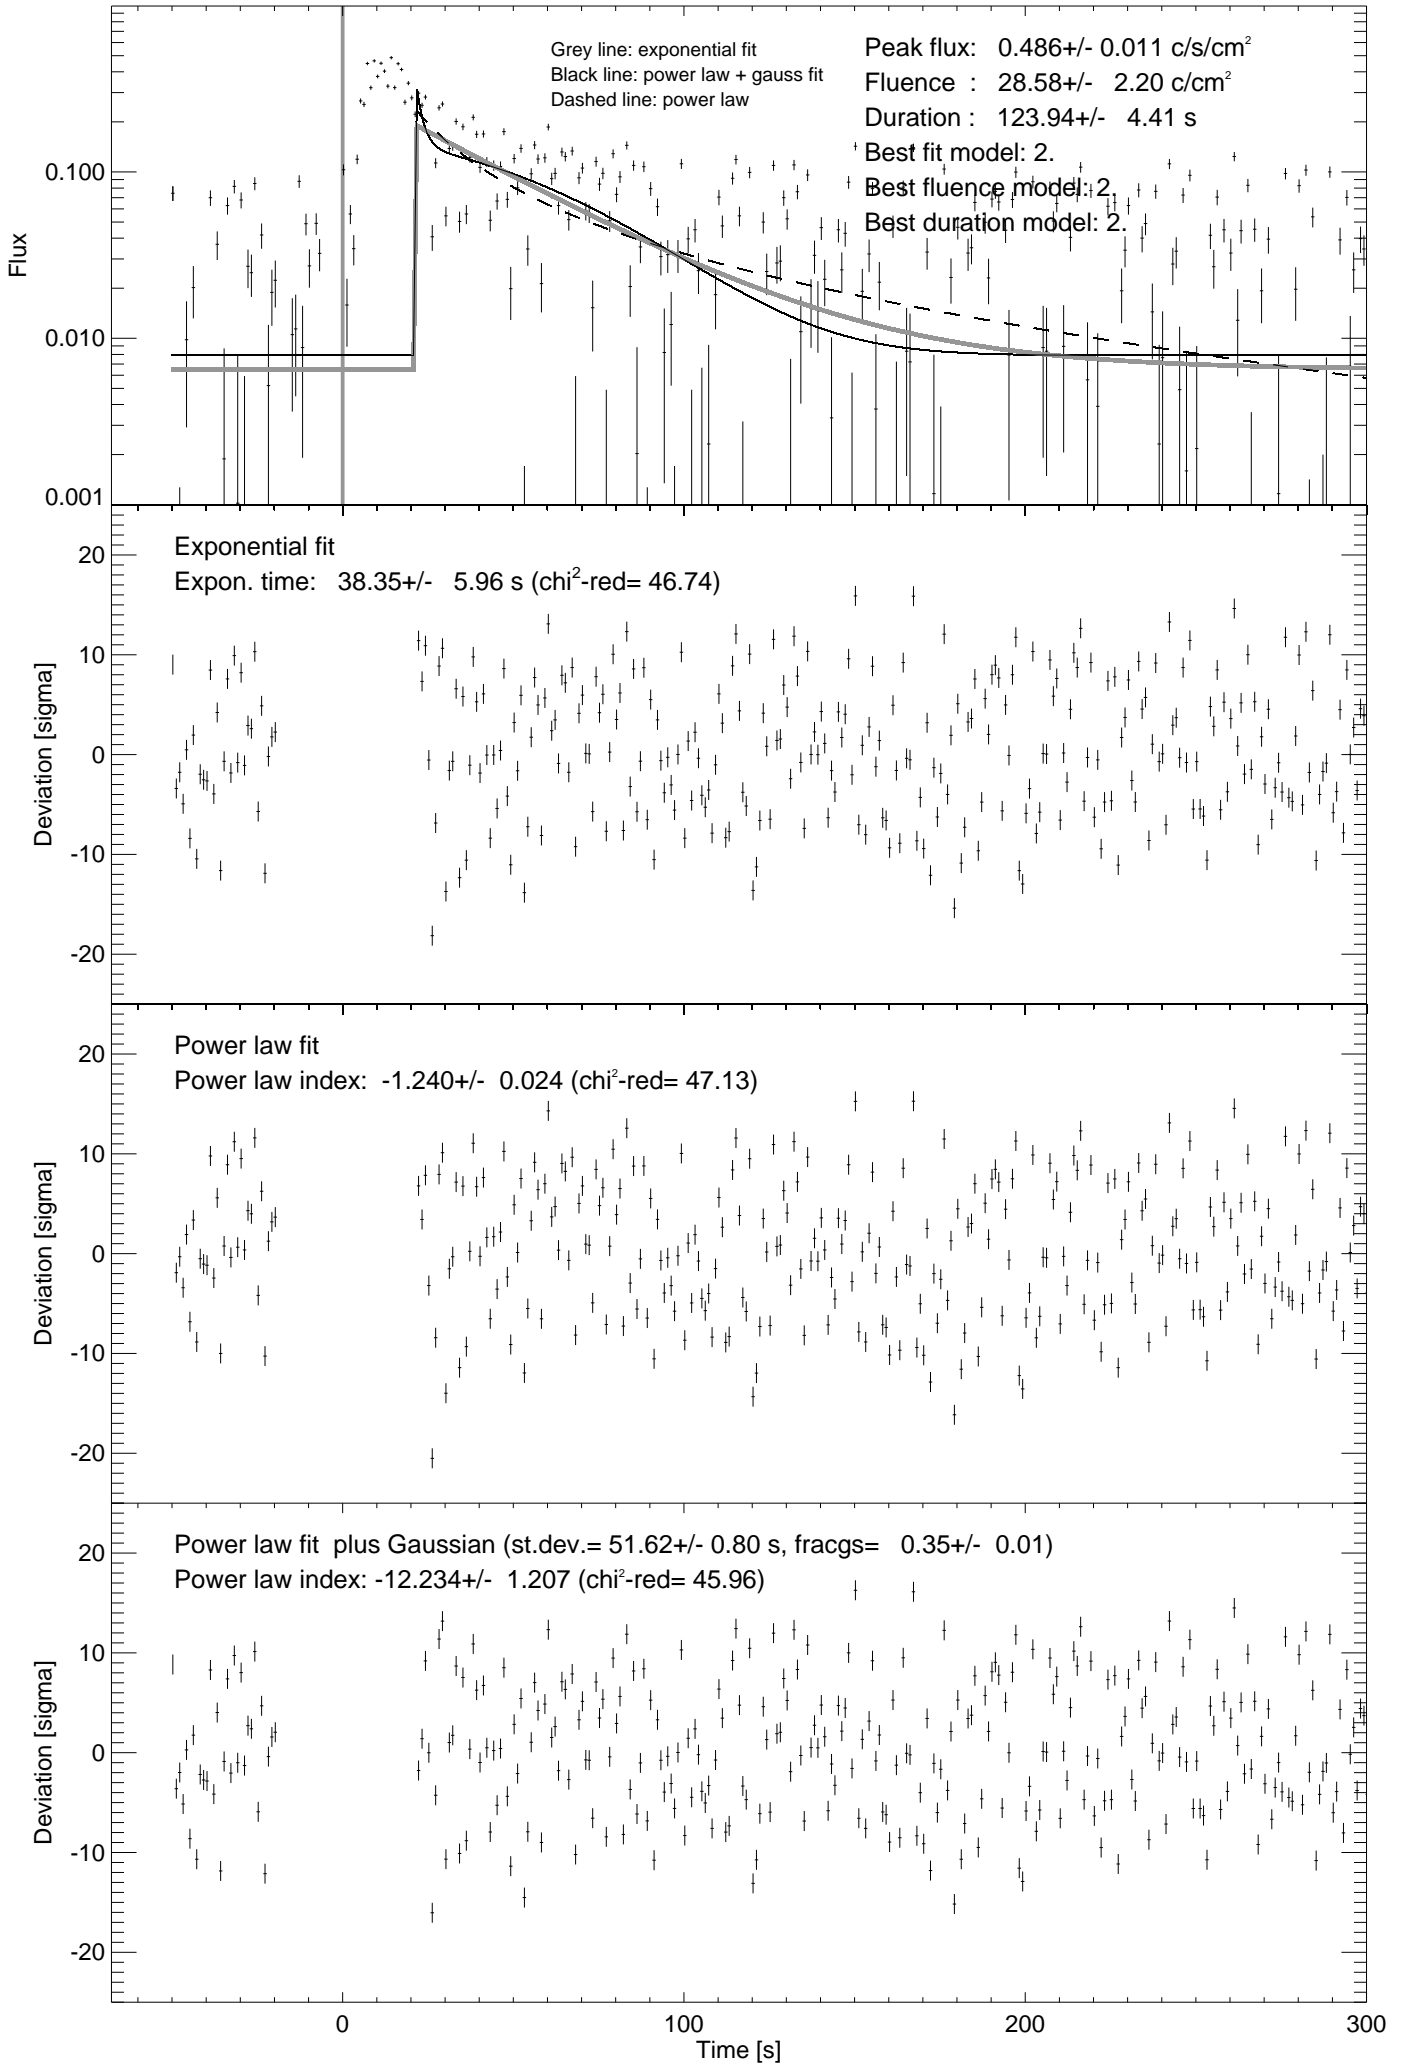 Grey line: exponential fit
Black line: power law + gauss fit
Dashed line: power law
Peak flux: 0.486+/- 0.011 c/s/cm²
Fluence : 28.58+/- 2.20 c/cm²
Duration : 123.94+/- 4.41 s
Best fit model: 2.
Best fluence model: 2.
Best duration model: 2.
Flux
0.100
0.010
0.001
Exponential fit
Expon. time: 38.35+/- 5.96 s (chi²-red= 46.74)
Deviation [sigma]
20
10
0
-10
-20
Power law fit
Power law index: -1.240+/- 0.024 (chi²-red= 47.13)
Deviation [sigma]
20
10
0
-10
-20
Power law fit plus Gaussian (st.dev.= 51.62+/- 0.80 s, fracgs= 0.35+/- 0.01)
Power law index: -12.234+/- 1.207 (chi²-red= 45.96)
Deviation [sigma]
20
10
0
-10
-20
0 100 200 300
Time [s]